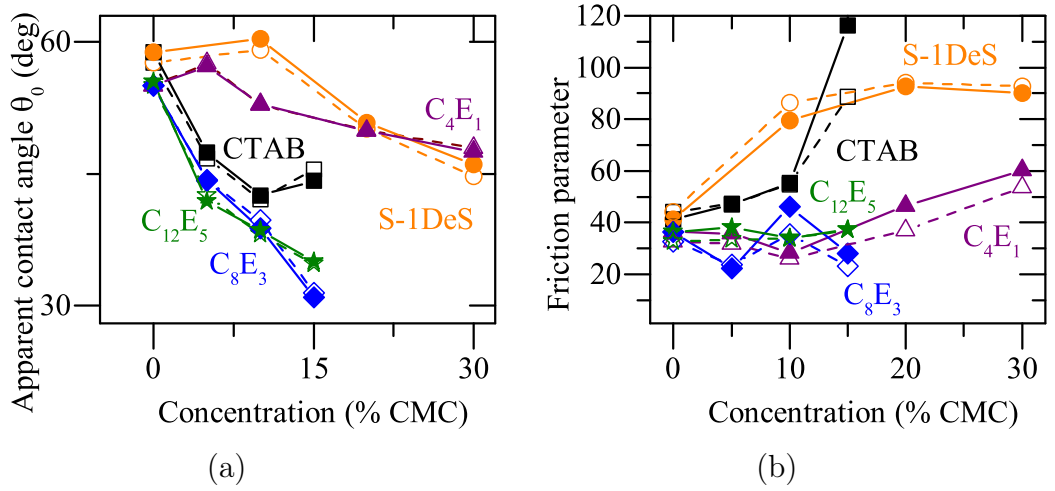 Apparent contact angle θ₀ (deg)
60
30
C₄E₁
CTAB
S-1DeS
C₁₂E₅
C₈E₃
0
15
30
Concentration (% CMC)
(a)
Friction parameter
120
100
80
60
40
20
S-1DeS
CTAB
C₁₂E₅
C₄E₁
C₈E₃
0
10
20
30
Concentration (% CMC)
(b)